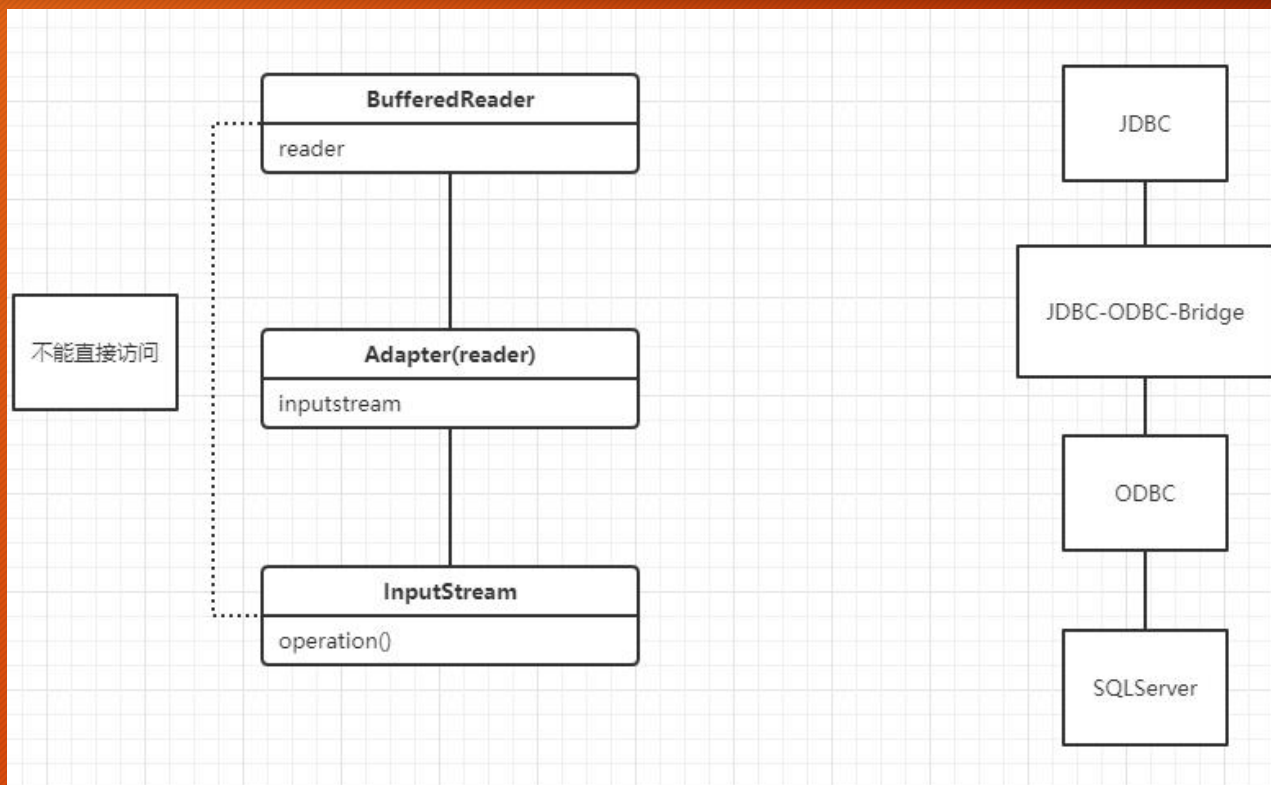 BufferedReader
reader
不能直接访问
Adapter(reader)
inputstream
InputStream
operation()
JDBC
JDBC-ODBC-Bridge
ODBC
SQLServer